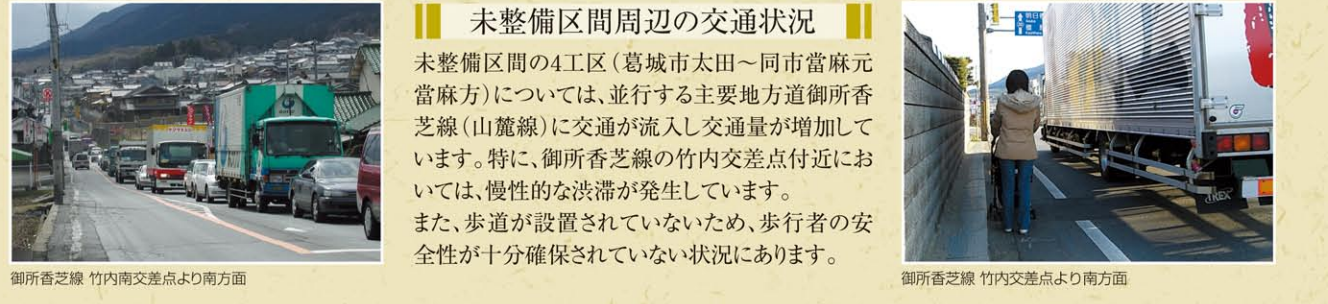 未整備区間周辺の交通状況
未整備区間の4工区(葛城市太田〜同市當麻元
當麻方)については、並行する主要地方道御所香
芝線(山麓線)に交通が流入し交通量が増加して
います。特に、御所香芝線の竹内交差点付近にお
いては、慢性的な渋滞が発生しています。
また、歩道が設置されていないため、歩行者の安
全性が十分確保されていない状況にあります。
御所香芝線 竹内南交差点より南方面
御所香芝線 竹内交差点より南方面
TREX